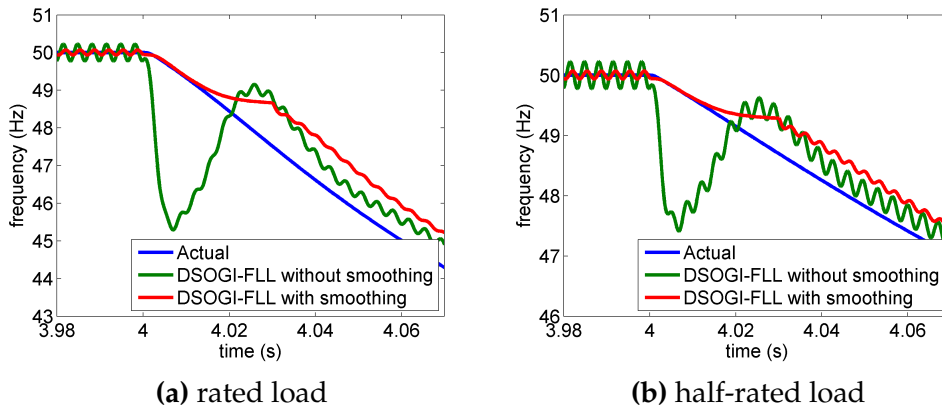 51
50
49
48
47
46
45
44
43
frequency (Hz)
3.98
4
4.02
4.04
4.06
time (s)
Actual
DSOGI-FLL without smoothing
DSOGI-FLL with smoothing
(a) rated load
51
50
49
48
47
46
frequency (Hz)
3.98
4
4.02
4.04
4.06
time (s)
Actual
DSOGI-FLL without smoothing
DSOGI-FLL with smoothing
(b) half-rated load